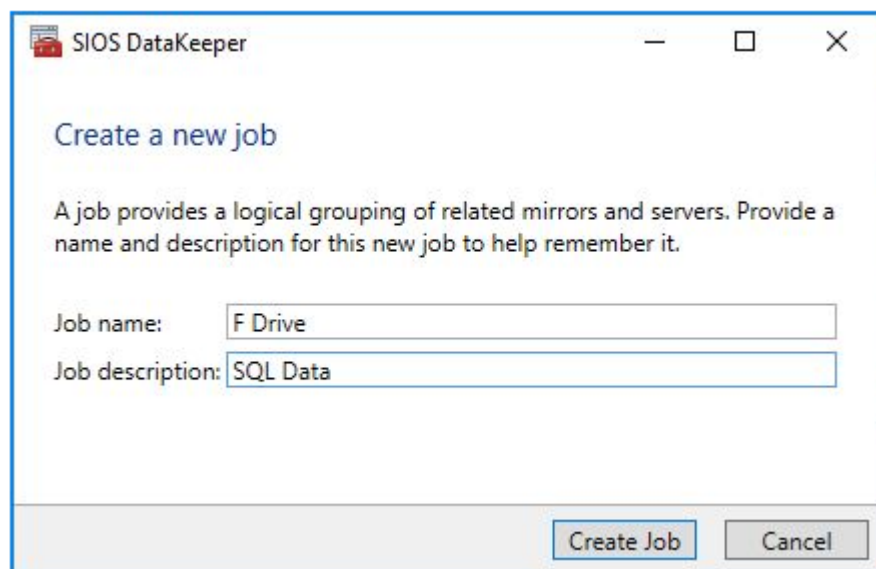 SIOS DataKeeper
Create a new job
A job provides a logical grouping of related mirrors and servers. Provide a
name and description for this new job to help remember it.
Job name: F Drive
Job description: SQL Data
Create Job Cancel